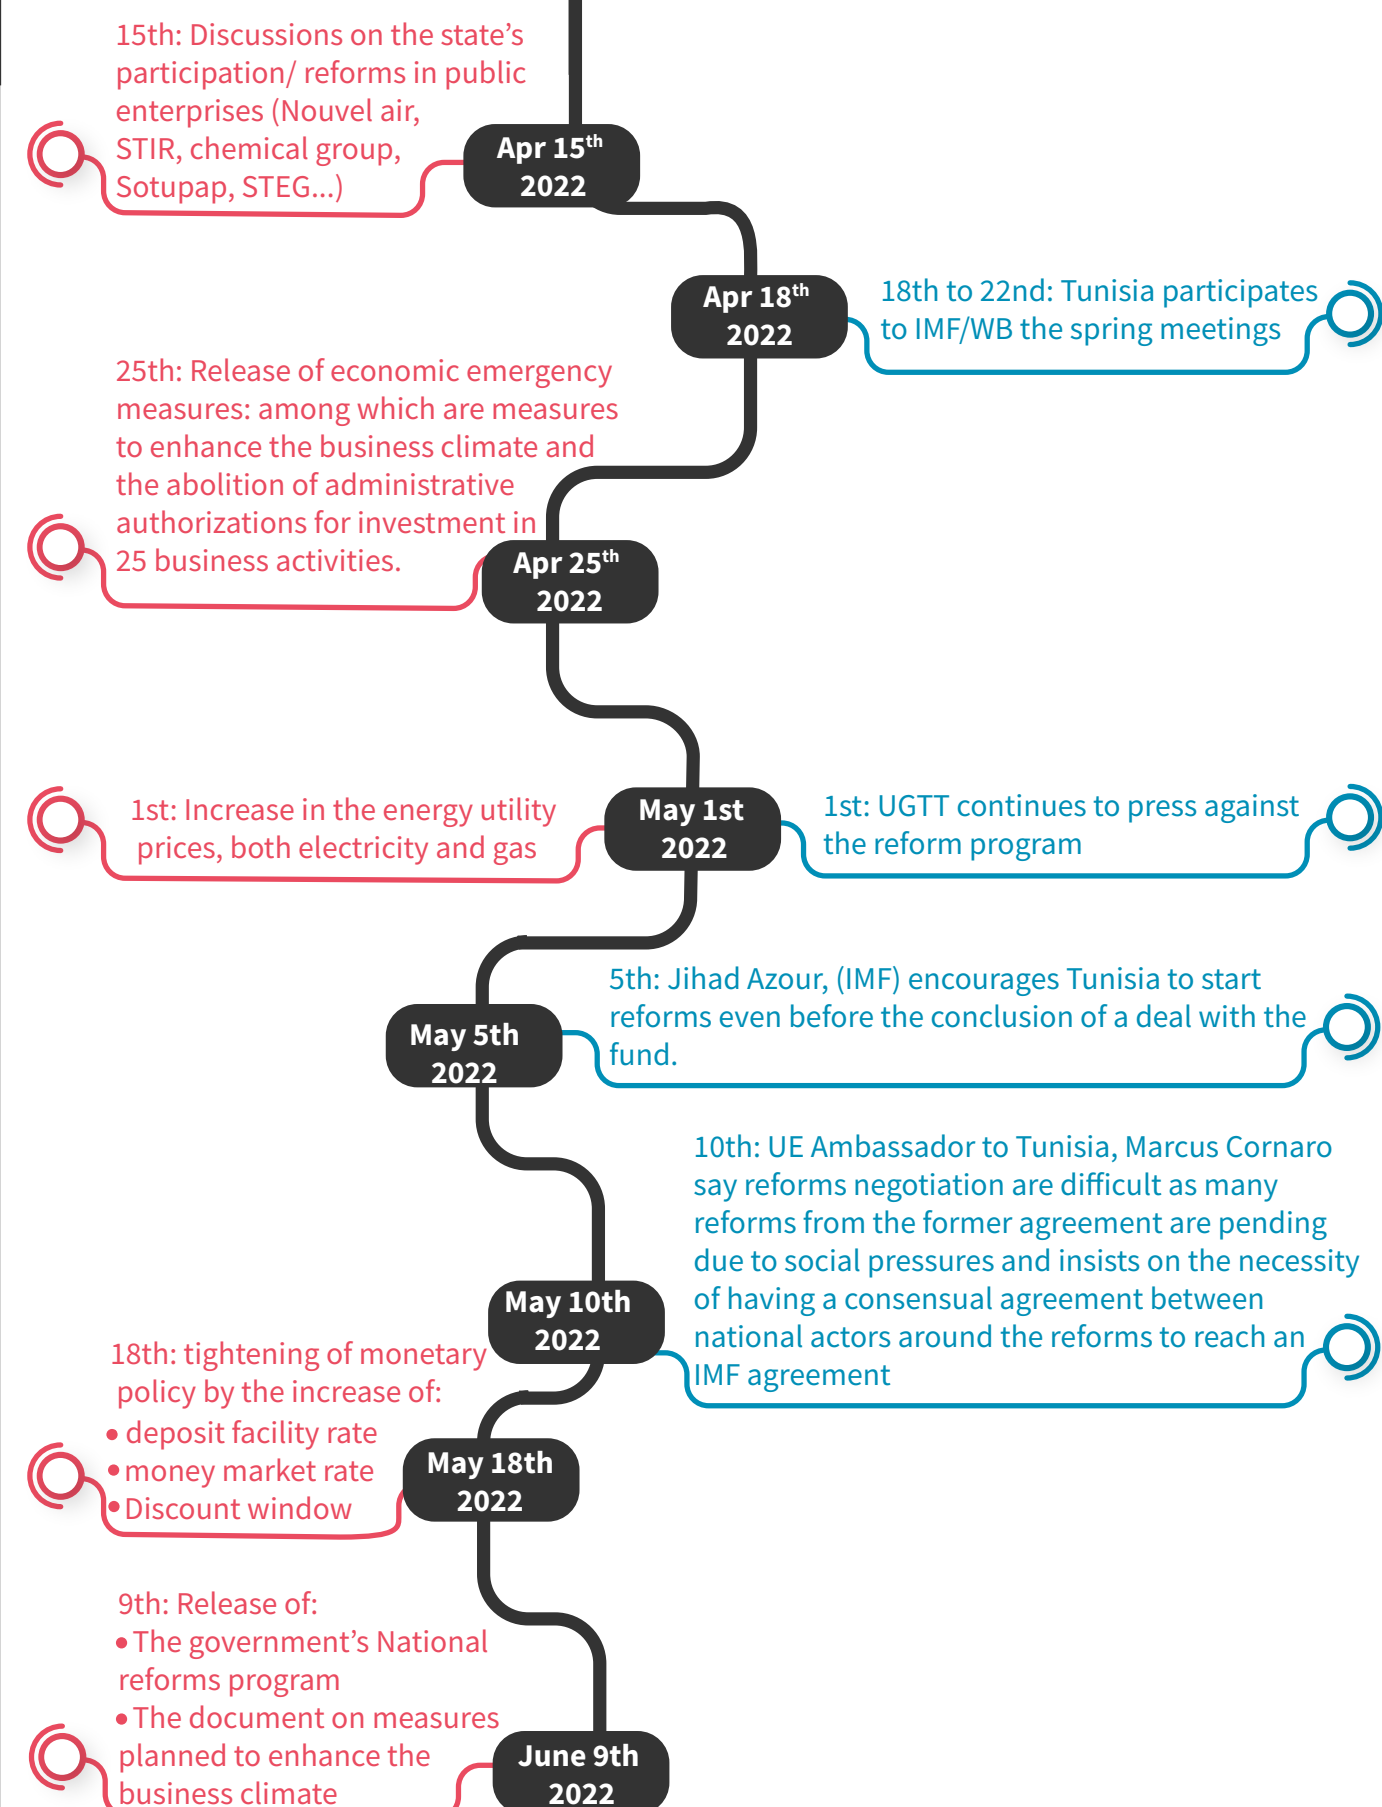 15th: Discussions on the state's
participation/ reforms in public
enterprises (Nouvel air,
STIR, chemical group,
Sotupap, STEG...)
Apr 15th
2022
Apr 18th
2022
18th to 22nd: Tunisia participates
to IMF/WB the spring meetings
25th: Release of economic emergency
measures: among which are measures
to enhance the business climate and
the abolition of administrative
authorizations for investment in
25 business activities.
Apr 25th
2022
1st: Increase in the energy utility
prices, both electricity and gas
May 1st
2022
1st: UGTT continues to press against
the reform program
May 5th
2022
5th: Jihad Azour, (IMF) encourages Tunisia to start
reforms even before the conclusion of a deal with the
fund.
10th: UE Ambassador to Tunisia, Marcus Cornaro
say reforms negotiation are difficult as many
reforms from the former agreement are pending
due to social pressures and insists on the necessity
of having a consensual agreement between
national actors around the reforms to reach an
IMF agreement
May 10th
2022
18th: tightening of monetary
policy by the increase of:
• deposit facility rate
• money market rate
• Discount window
May 18th
2022
9th: Release of:
• The government's National
reforms program
• The document on measures
planned to enhance the
business climate
June 9th
2022